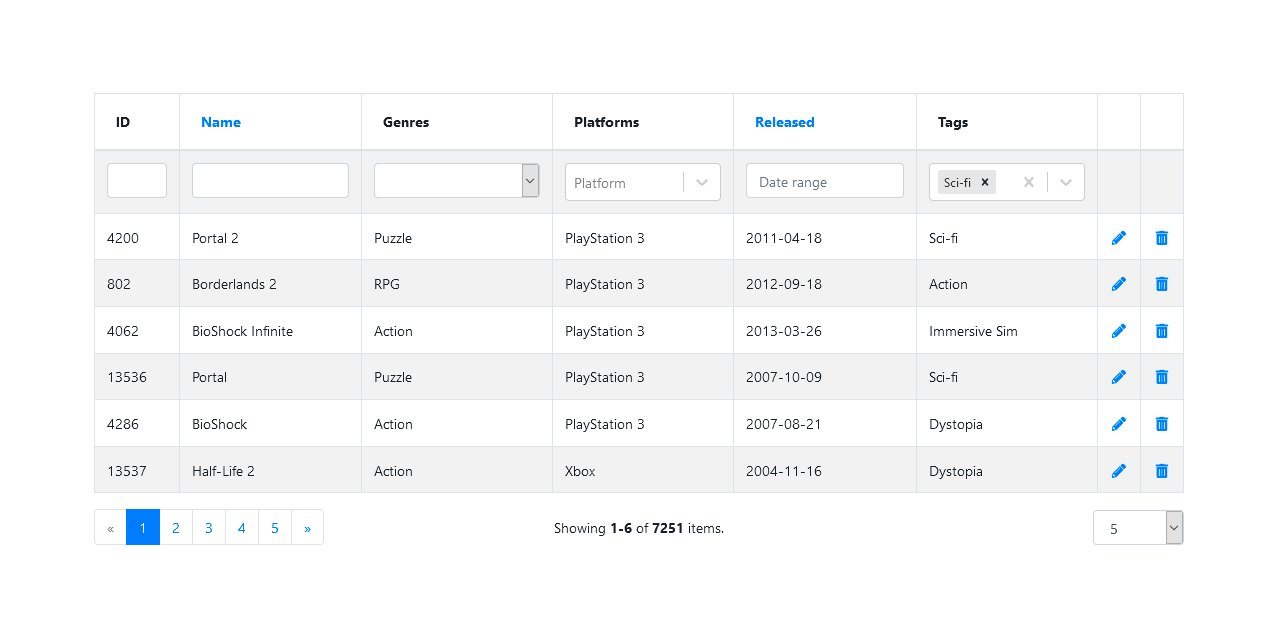 ID Name Genres Platforms Released Tags
Platform Date range Sci-fi ×
4200 Portal 2 Puzzle PlayStation 3 2011-04-18 Sci-fi
802 Borderlands 2 RPG PlayStation 3 2012-09-18 Action
4062 BioShock Infinite Action PlayStation 3 2013-03-26 Immersive Sim
13536 Portal Puzzle PlayStation 3 2007-10-09 Sci-fi
4286 BioShock Action PlayStation 3 2007-08-21 Dystopia
13537 Half-Life 2 Action Xbox 2004-11-16 Dystopia
« 1 2 3 4 5 » Showing 1-6 of 7251 items. 5